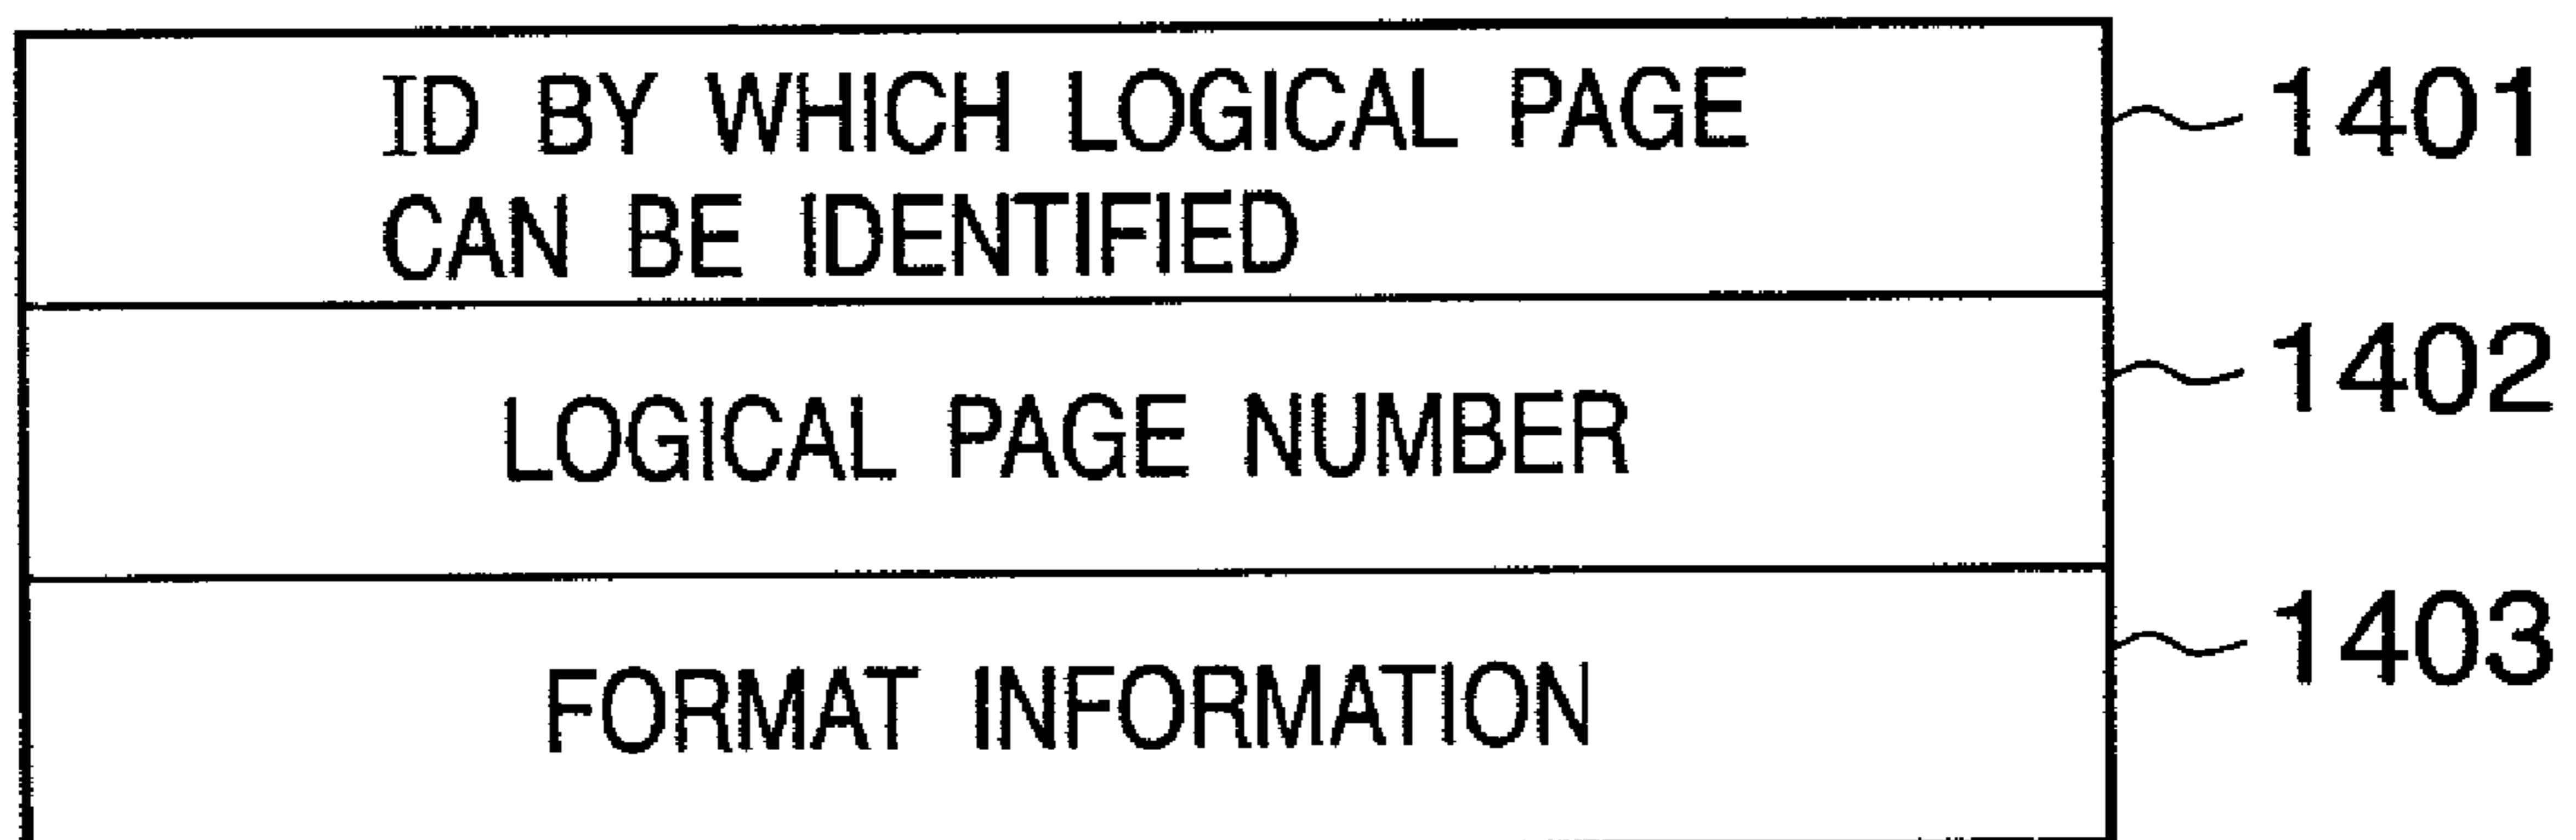 ID BY WHICH LOGICAL PAGE 1401
CAN BE IDENTIFIED
LOGICAL PAGE NUMBER 1402
FORMAT INFORMATION 1403